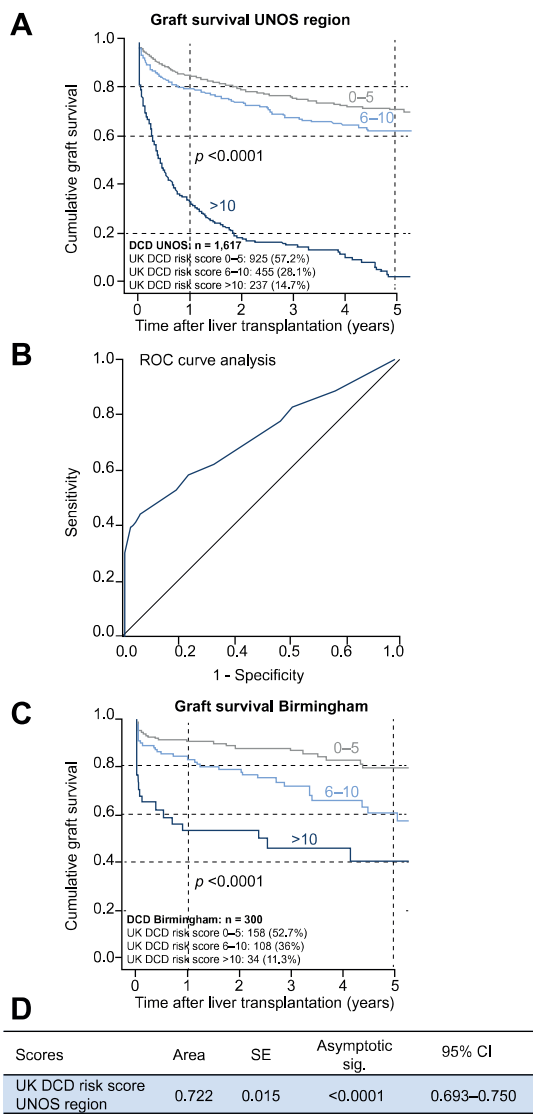 A
Graft survival UNOS region
Cumulative graft survival
1.0
0.8
0.6
0.4
0.2
0.0
0–5
6–10
p <0.0001
>10
DCD UNOS: n = 1,617
UK DCD risk score 0–5: 925 (57.2%)
UK DCD risk score 6–10: 455 (28.1%)
UK DCD risk score >10: 237 (14.7%)
0 1 2 3 4 5
Time after liver transplantation (years)
B
ROC curve analysis
Sensitivity
1.0
0.8
0.6
0.4
0.2
0.0
0.0 0.2 0.4 0.5 0.6 1.0
1 - Specificity
C
Graft survival Birmingham
Cumulative graft survival
1.0
0.8
0.6
0.4
0.2
0.0
0–5
6–10
>10
p <0.0001
DCD Birmingham: n = 300
UK DCD risk score 0–5: 158 (52.7%)
UK DCD risk score 6–10: 108 (36%)
UK DCD risk score >10: 34 (11.3%)
0 1 2 3 4 5
Time after liver transplantation (years)
D
Scores Area SE Asymptotic sig. 95% CI
UK DCD risk score
UNOS region 0.722 0.015 <0.0001 0.693–0.750